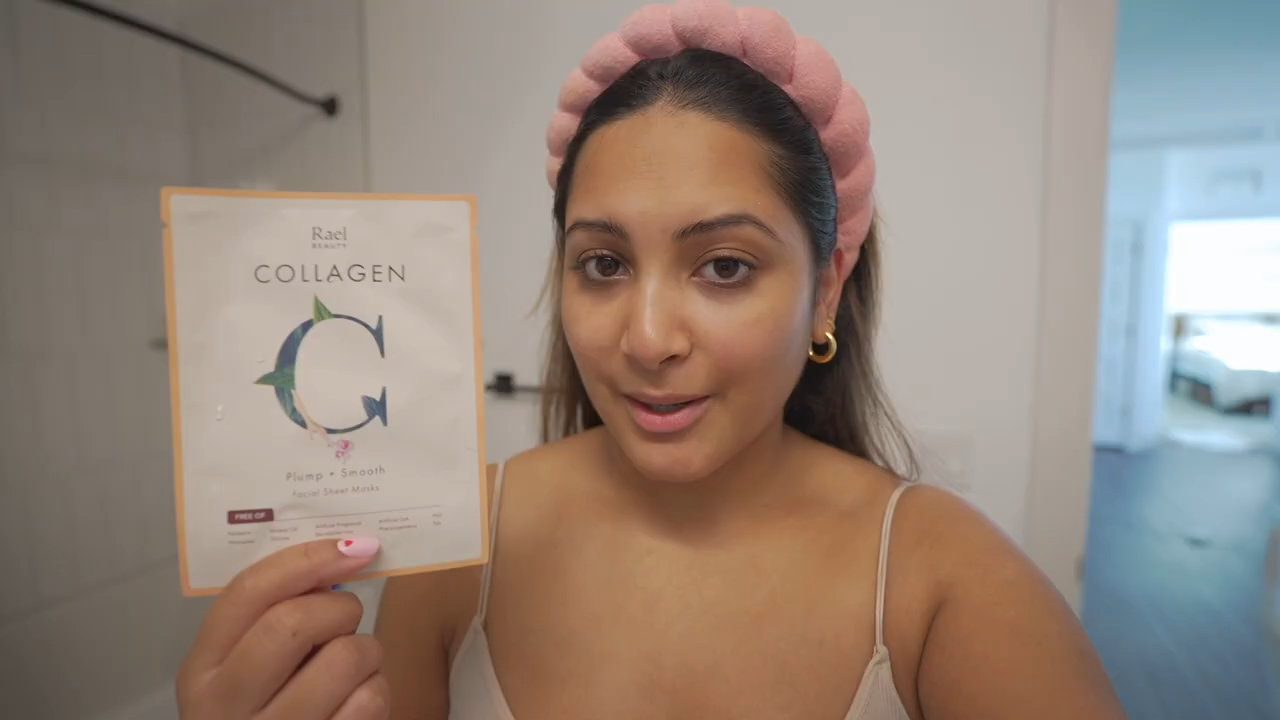 Rael
BEAUTY
COLLAGEN
C
Plump + Smooth
Facial Sheet Masks
FREE OF